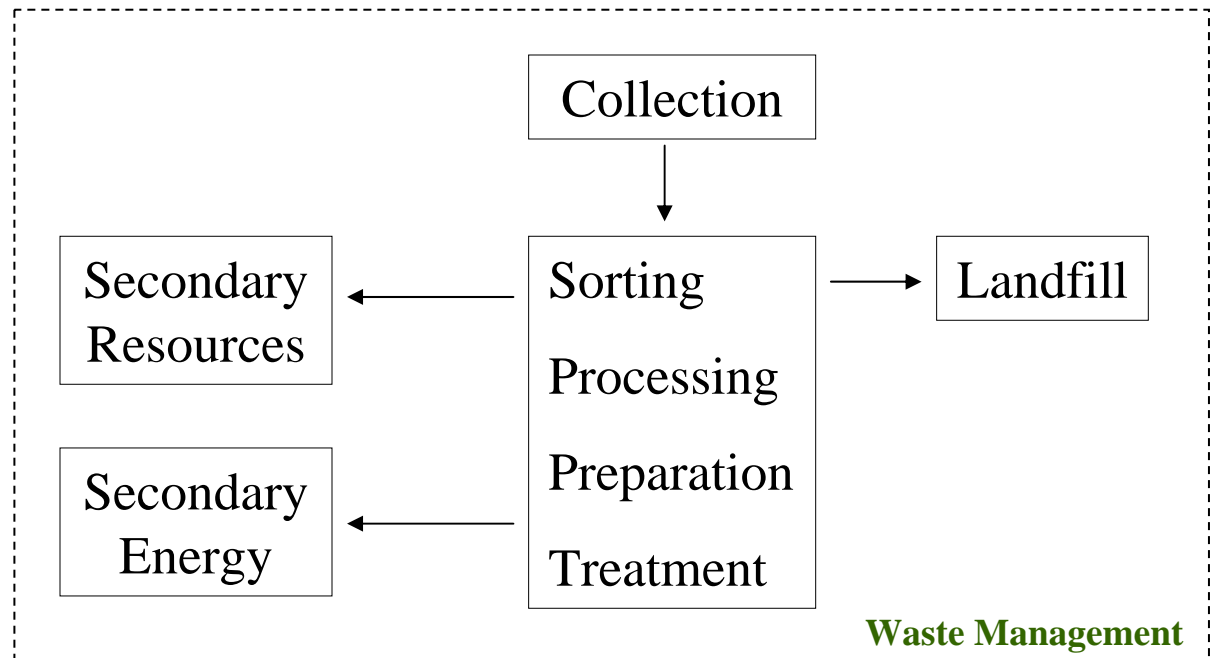 Collection
Secondary
Resources
Sorting
Processing
Preparation
Treatment
Landfill
Secondary
Energy
Waste Management